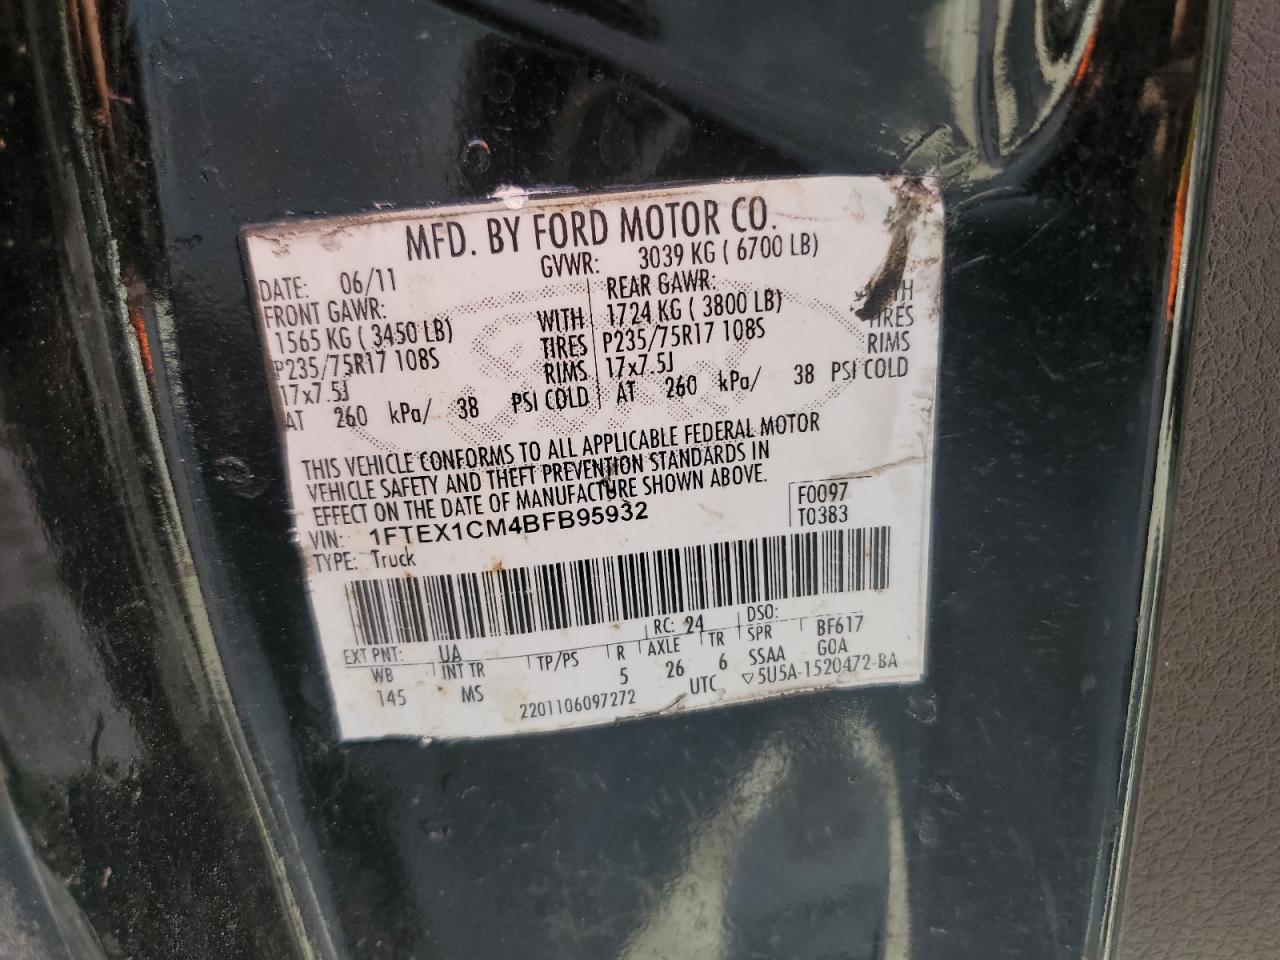 MFD. BY FORD MOTOR CO.
DATE: 06/11 GVWR: 3039 KG ( 6700 LB)
FRONT GAWR: REAR GAWR:
1565 KG ( 3450 LB) WITH 1724 KG ( 3800 LB)
P235/75R17 108S TIRES P235/75R17 108S TIRES
17x7.5J RIMS 17x7.5J RIMS
AT 260 kPa/ 38 PSI COLD AT 260 kPa/ 38 PSI COLD
THIS VEHICLE CONFORMS TO ALL APPLICABLE FEDERAL MOTOR
VEHICLE SAFETY AND THEFT PREVENTION STANDARDS IN
EFFECT ON THE DATE OF MANUFACTURE SHOWN ABOVE.
VIN: 1FTEX1CM4BFB95932 F0097
TYPE: Truck T0383
EXT PNT: UA RC: 24 DSO:
WB INT TR TP/PS R AXLE TR SPR BF617
145 MS 5 26 6 SSAA GOA
2201106097272 UTC ▽5U5A-1520472-BA